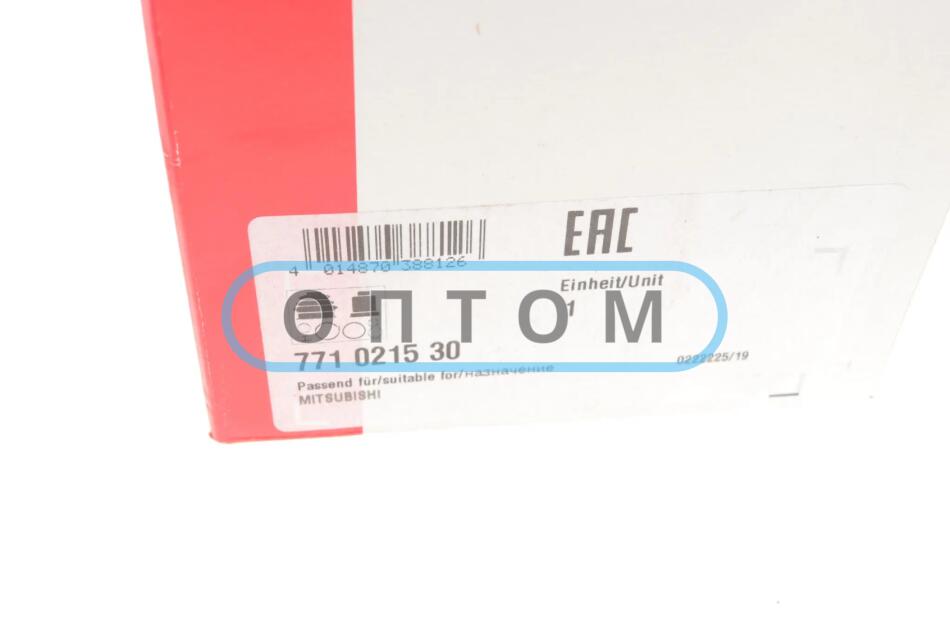 EAC
4 014870 388126
Einheit/Unit
1
ОПТОМ
771 0215 30
0222225/19
Passend für/suitable for/назначение
MITSUBISHI